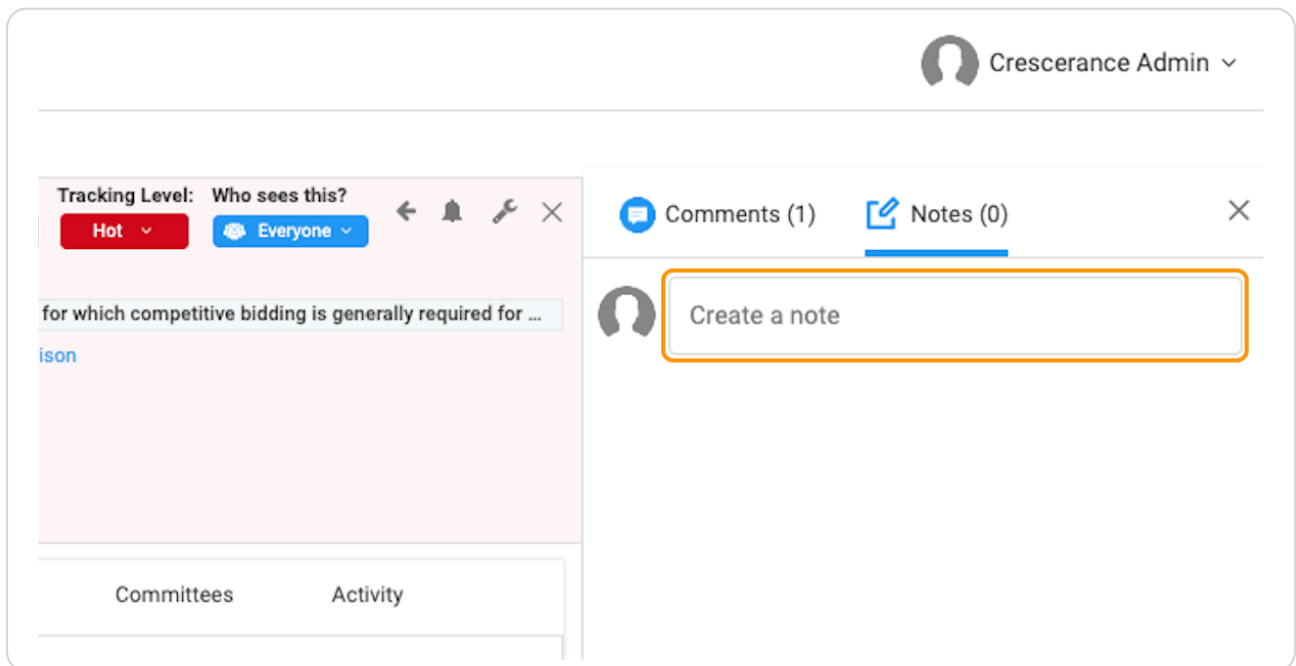 Crescerance Admin
Tracking Level: Who sees this?
Hot Everyone
for which competitive bidding is generally required for ...
ison
Committees Activity
Comments (1) Notes (0)
Create a note